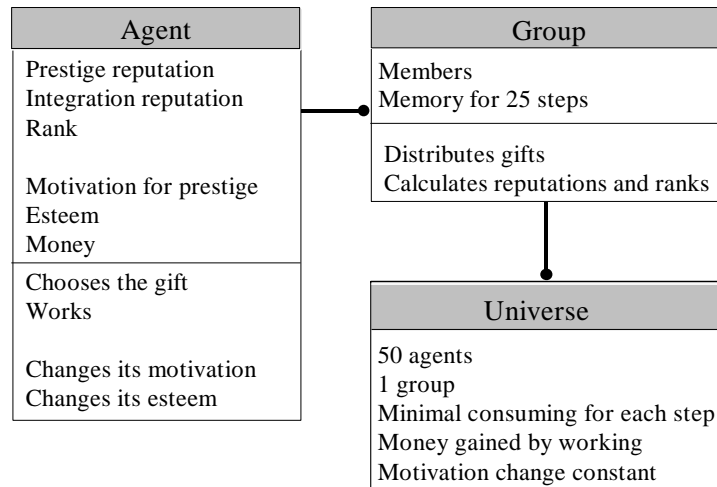 Agent
Prestige reputation
Integration reputation
Rank
Motivation for prestige
Esteem
Money
Chooses the gift
Works
Changes its motivation
Changes its esteem
Group
Members
Memory for 25 steps
Distributes gifts
Calculates reputations and ranks
Universe
50 agents
1 group
Minimal consuming for each step
Money gained by working
Motivation change constant